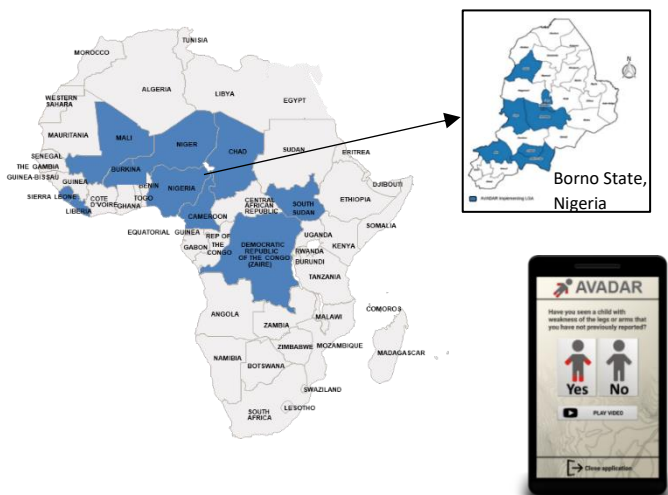 TUNISIA
MOROCCO
ALGERIA
LIBYA
EGYPT
WESTERN
SAHARA
MAURITANIA
MALI
NIGER
CHAD
SUDAN
ERITREA
SENEGAL
THE GAMBIA
GUINEA-BISSAU
GUINEA
BURKINA
BENIN
NIGERIA
DJIBOUTI
SIERRA LEONE
LIBERIA
COTE
D'VOIRE
GHANA
TOGO
CAMEROON
CENTRAL
AFRICAN
REPUBLIC
SOUTH
SUDAN
ETHIOPIA
SOMALIA
EQUATORIAL GUINEA
GABON
REP OF
THE
CONGO
DEMOCRATIC
REPUBLIC
OF THE CONGO
(ZAIRE)
UGANDA
KENYA
RWANDA
BURUNDI
TANZANIA
COMOROS
ANGOLA
ZAMBIA
MALAWI
MOZAMBIQUE
ZIMBABWE
MADAGASCAR
NAMIBIA
BOTSWANA
SWAZILAND
LESOTHO
SOUTH
AFRICA
AVADAR Implementing LGA
Borno State,
Nigeria
AVADAR
Have you seen a child with
weakness of the legs or arms that
you have not previously reported?
Yes No
PLAY VIDEO
Close application